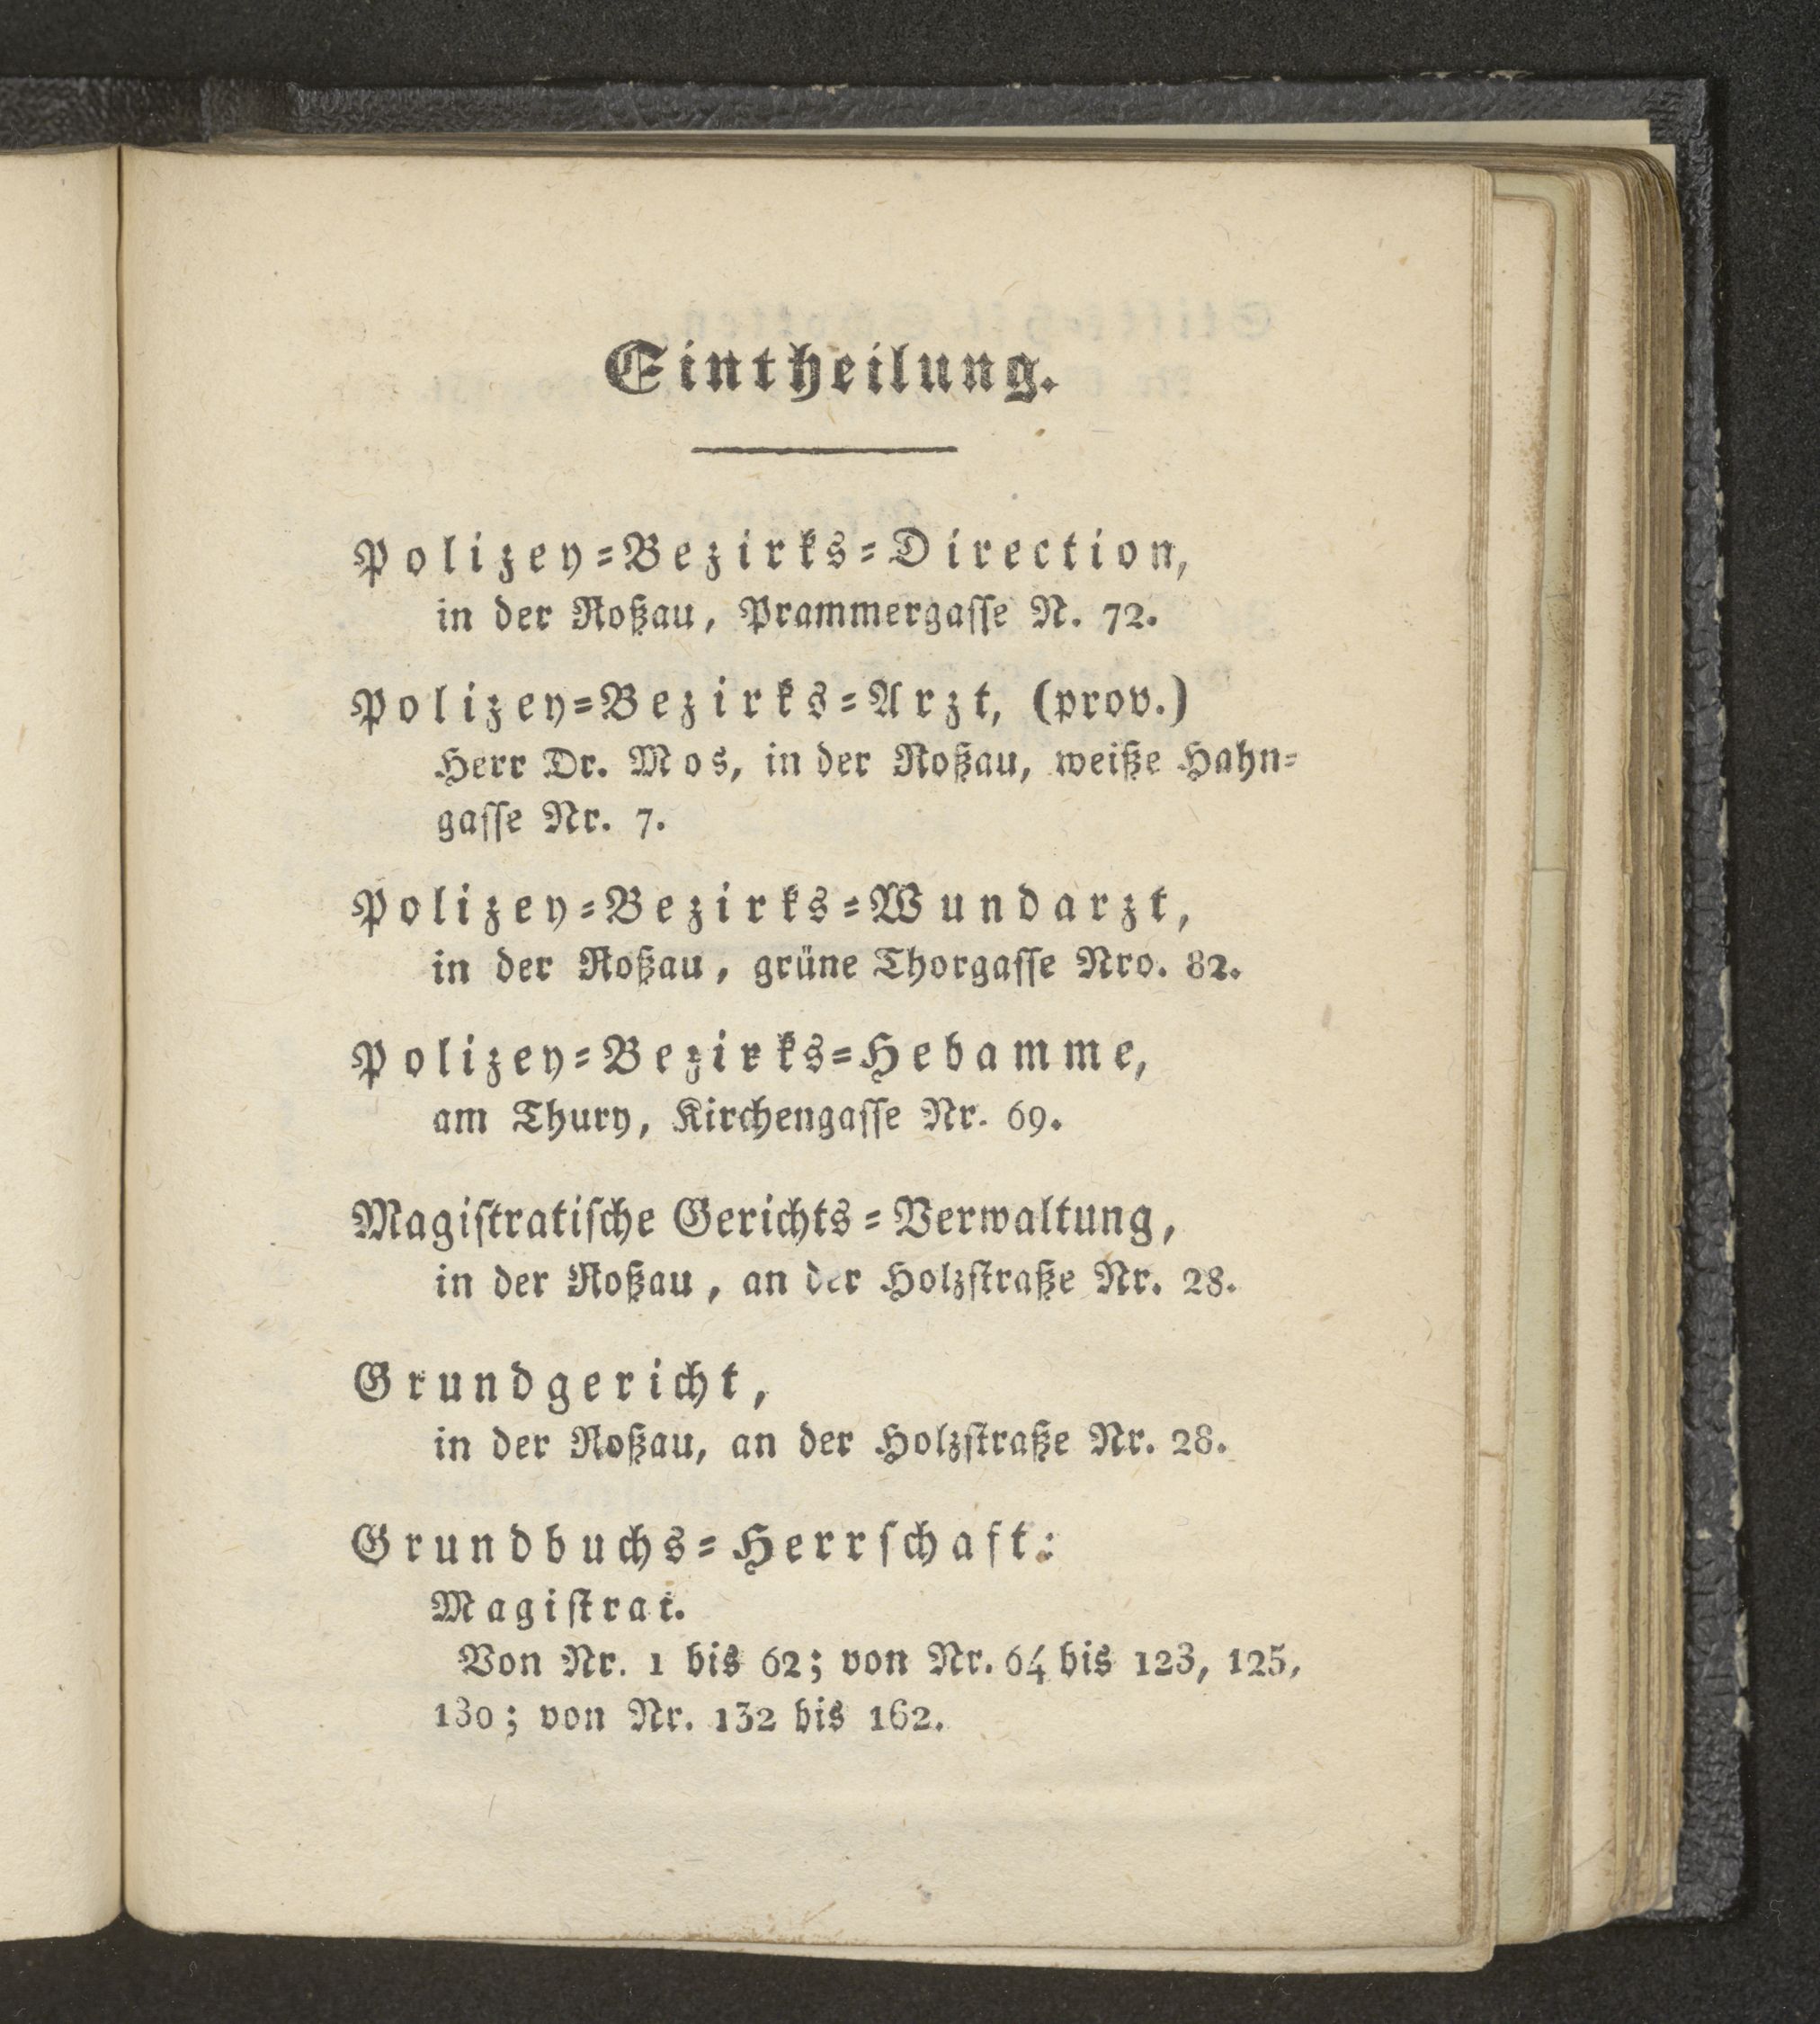 Eintheilung.
Polizey=Bezirks=Direction,
in der Roßau, Prammergaſſe N. 72.
Polizey=Bezirks=Arzt, (prov.)
Herr Dr. Mos, in der Roßau, weiße Hahn=
gaſſe Nr. 7.
Polizey=Bezirks=Wundarzt,
in der Roßau, grüne Thorgaſſe Nro. 82.
Polizey=Bezirks=Hebamme,
am Thury, Kirchengaſſe Nr. 69.
Magiſtratiſche Gerichts=Verwaltung,
in der Roßau, an der Holzſtraße Nr. 28.
Grundgericht,
in der Roßau, an der Holzſtraße Nr. 28.
Grundbuchs=Herrſchaft:
Magiſtrat.
Von Nr. 1 bis 62; von Nr. 64 bis 123, 125,
130; von Nr. 132 bis 162.